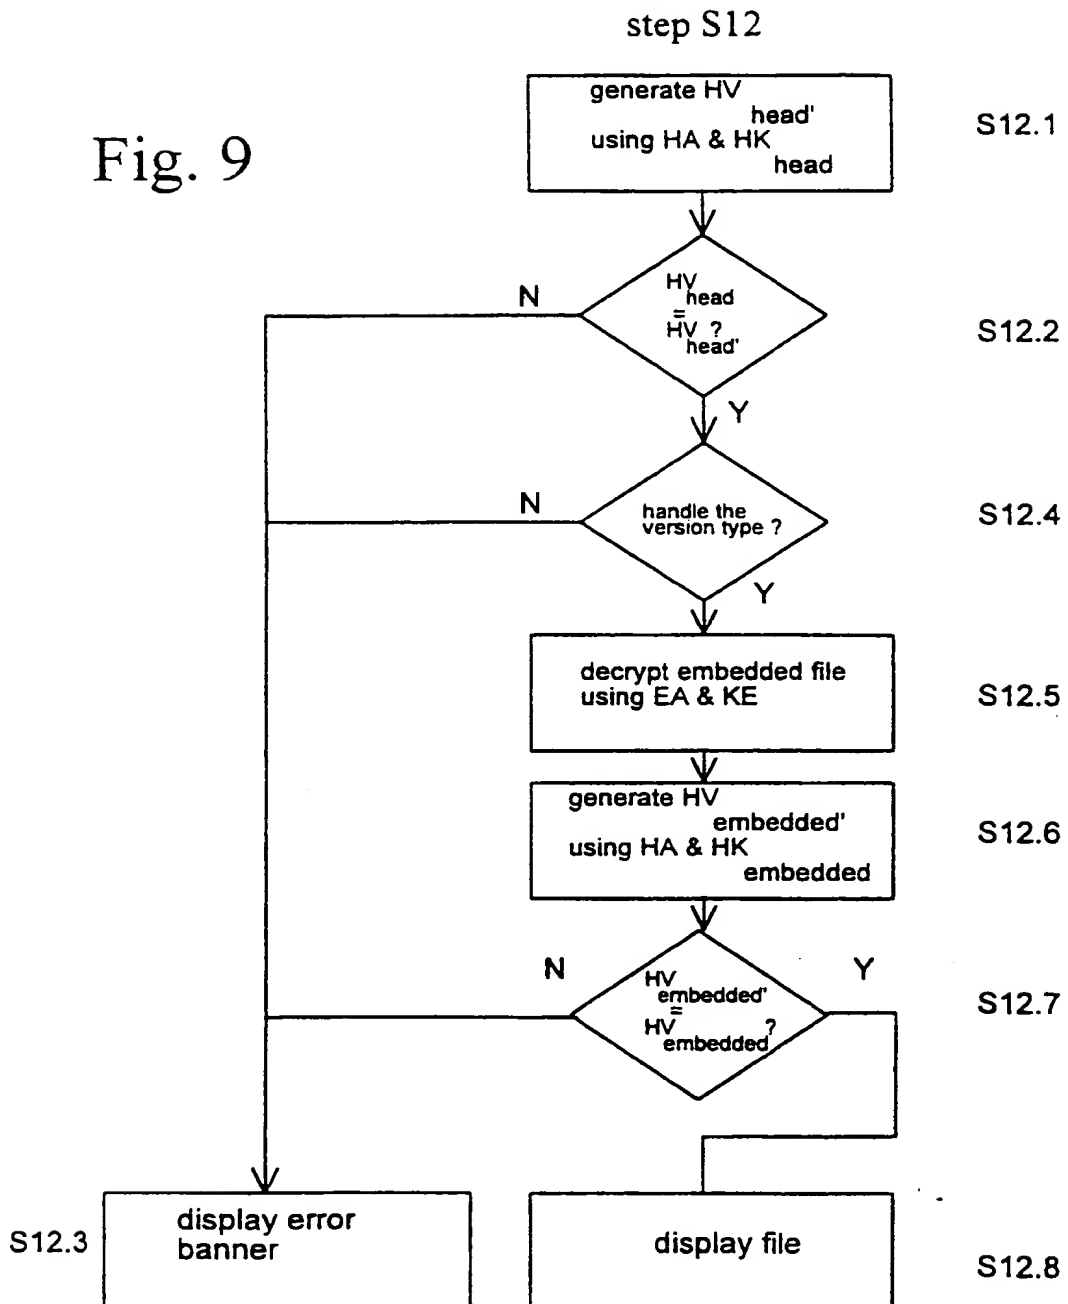 step S12
Fig. 9
generate HV
head'
using HA & HK
head
S12.1
HV
head
=
HV ?
head'
N
S12.2
Y
handle the
version type ?
N
S12.4
Y
decrypt embedded file
using EA & KE
S12.5
generate HV
embedded'
using HA & HK
embedded
S12.6
N
Y
HV
embedded'
=
HV ?
embedded
S12.7
S12.3
display error
banner
display file
S12.8